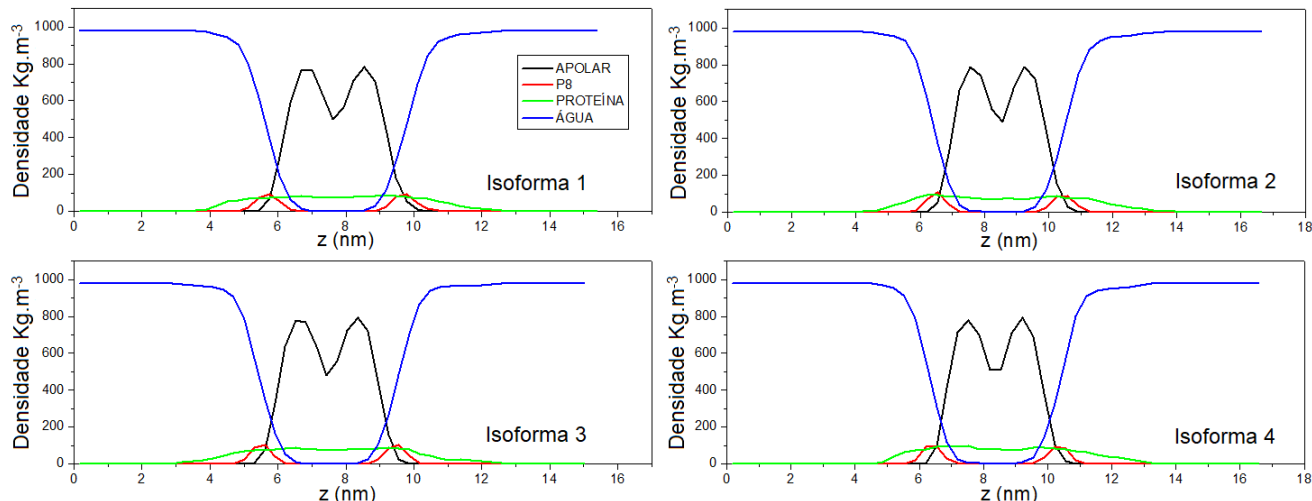 Densidade Kg.m-3
1000
800
600
400
200
0
0 2 4 6 8 10 12 14 16
z (nm)
APOLAR
P8
PROTEÍNA
ÁGUA
Isoforma 1
Densidade Kg.m-3
1000
800
600
400
200
0
0 2 4 6 8 10 12 14 16 18
z (nm)
Isoforma 2
Densidade Kg.m-3
1000
800
600
400
200
0
0 2 4 6 8 10 12 14 16
z (nm)
Isoforma 3
Densidade Kg.m-3
1000
800
600
400
200
0
0 2 4 6 8 10 12 14 16 18
z (nm)
Isoforma 4